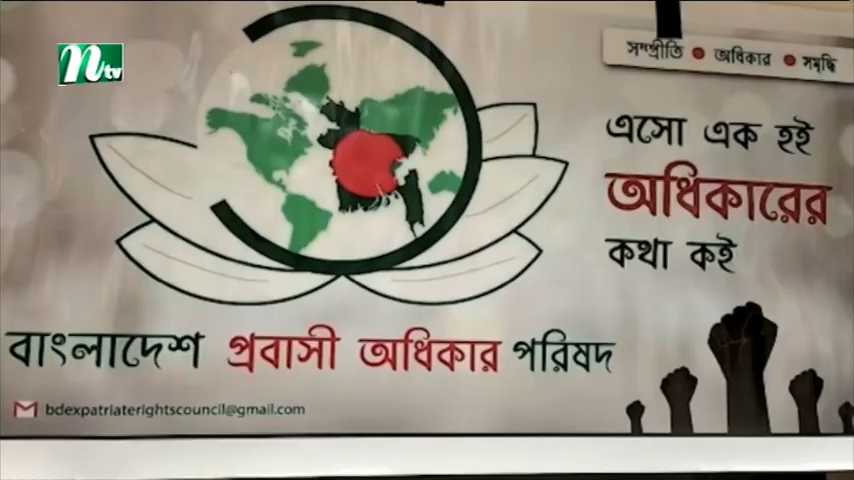 ntv
সম্প্রীতি ● অধিকার ● সমৃদ্ধি
এসো এক হই
অধিকারের
কথা কই
বাংলাদেশ প্রবাসী অধিকার পরিষদ
bdexpatriaterightscouncil@gmail.com